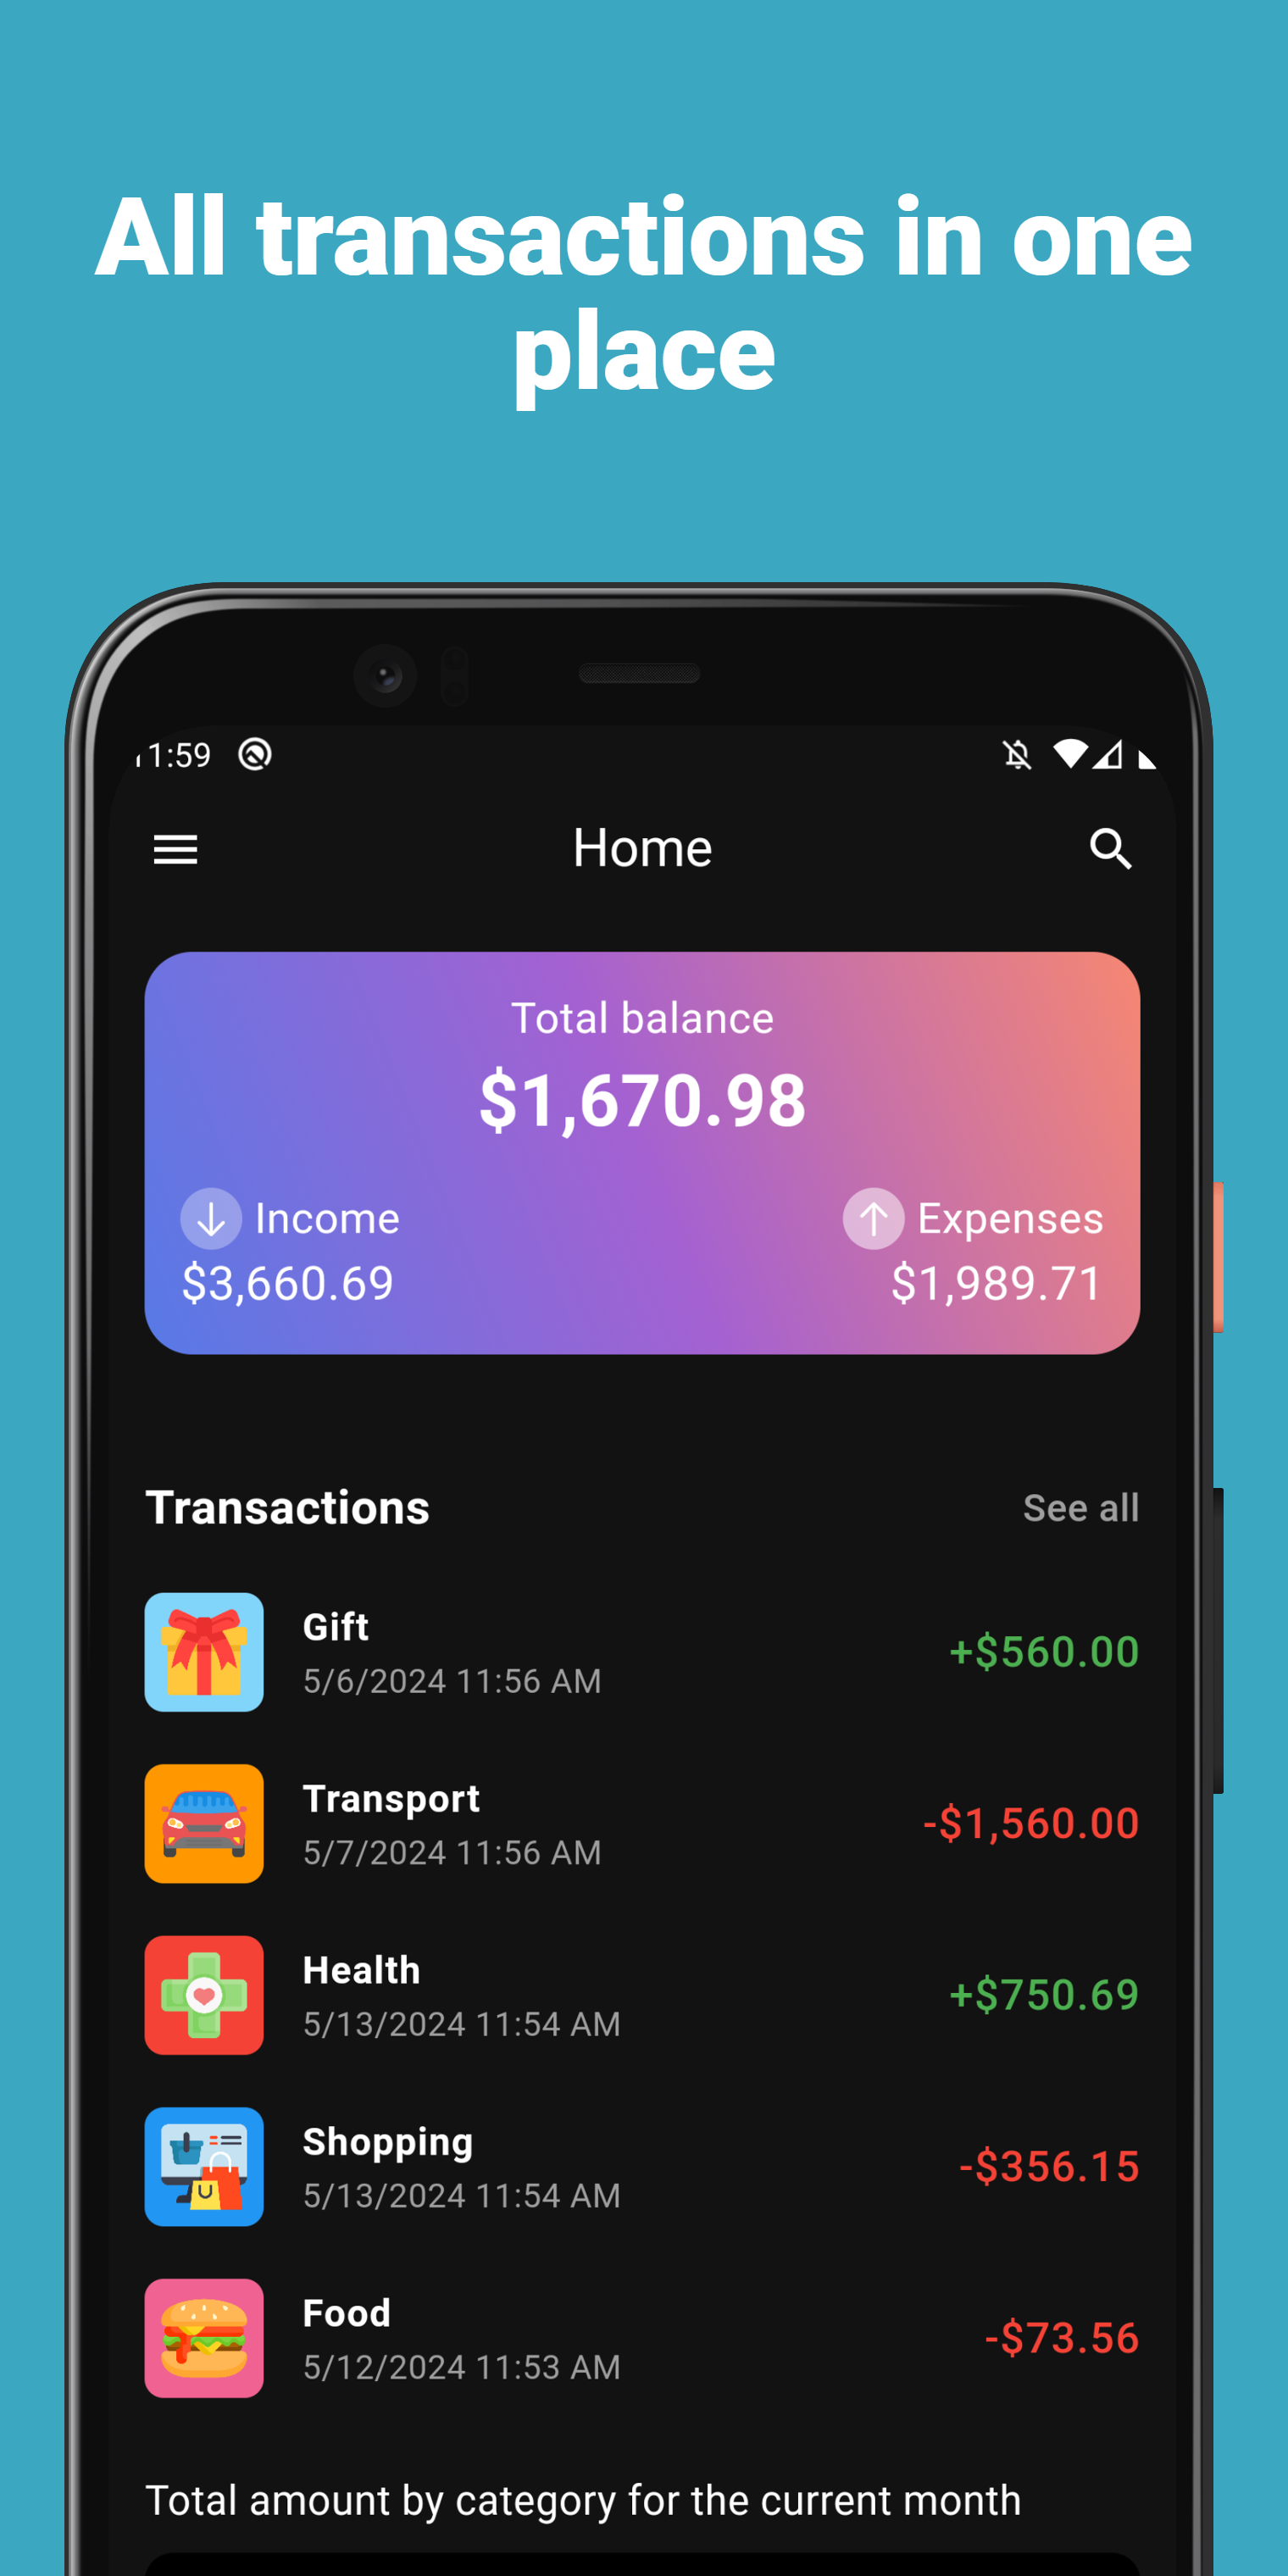 All transactions in one
place
1:59
Home
Total balance
$1,670.98
Income
Expenses
$3,660.69
$1,989.71
Transactions
See all
Gift
5/6/2024 11:56 AM
+$560.00
Transport
5/7/2024 11:56 AM
-$1,560.00
Health
5/13/2024 11:54 AM
+$750.69
Shopping
5/13/2024 11:54 AM
-$356.15
Food
5/12/2024 11:53 AM
-$73.56
Total amount by category for the current month